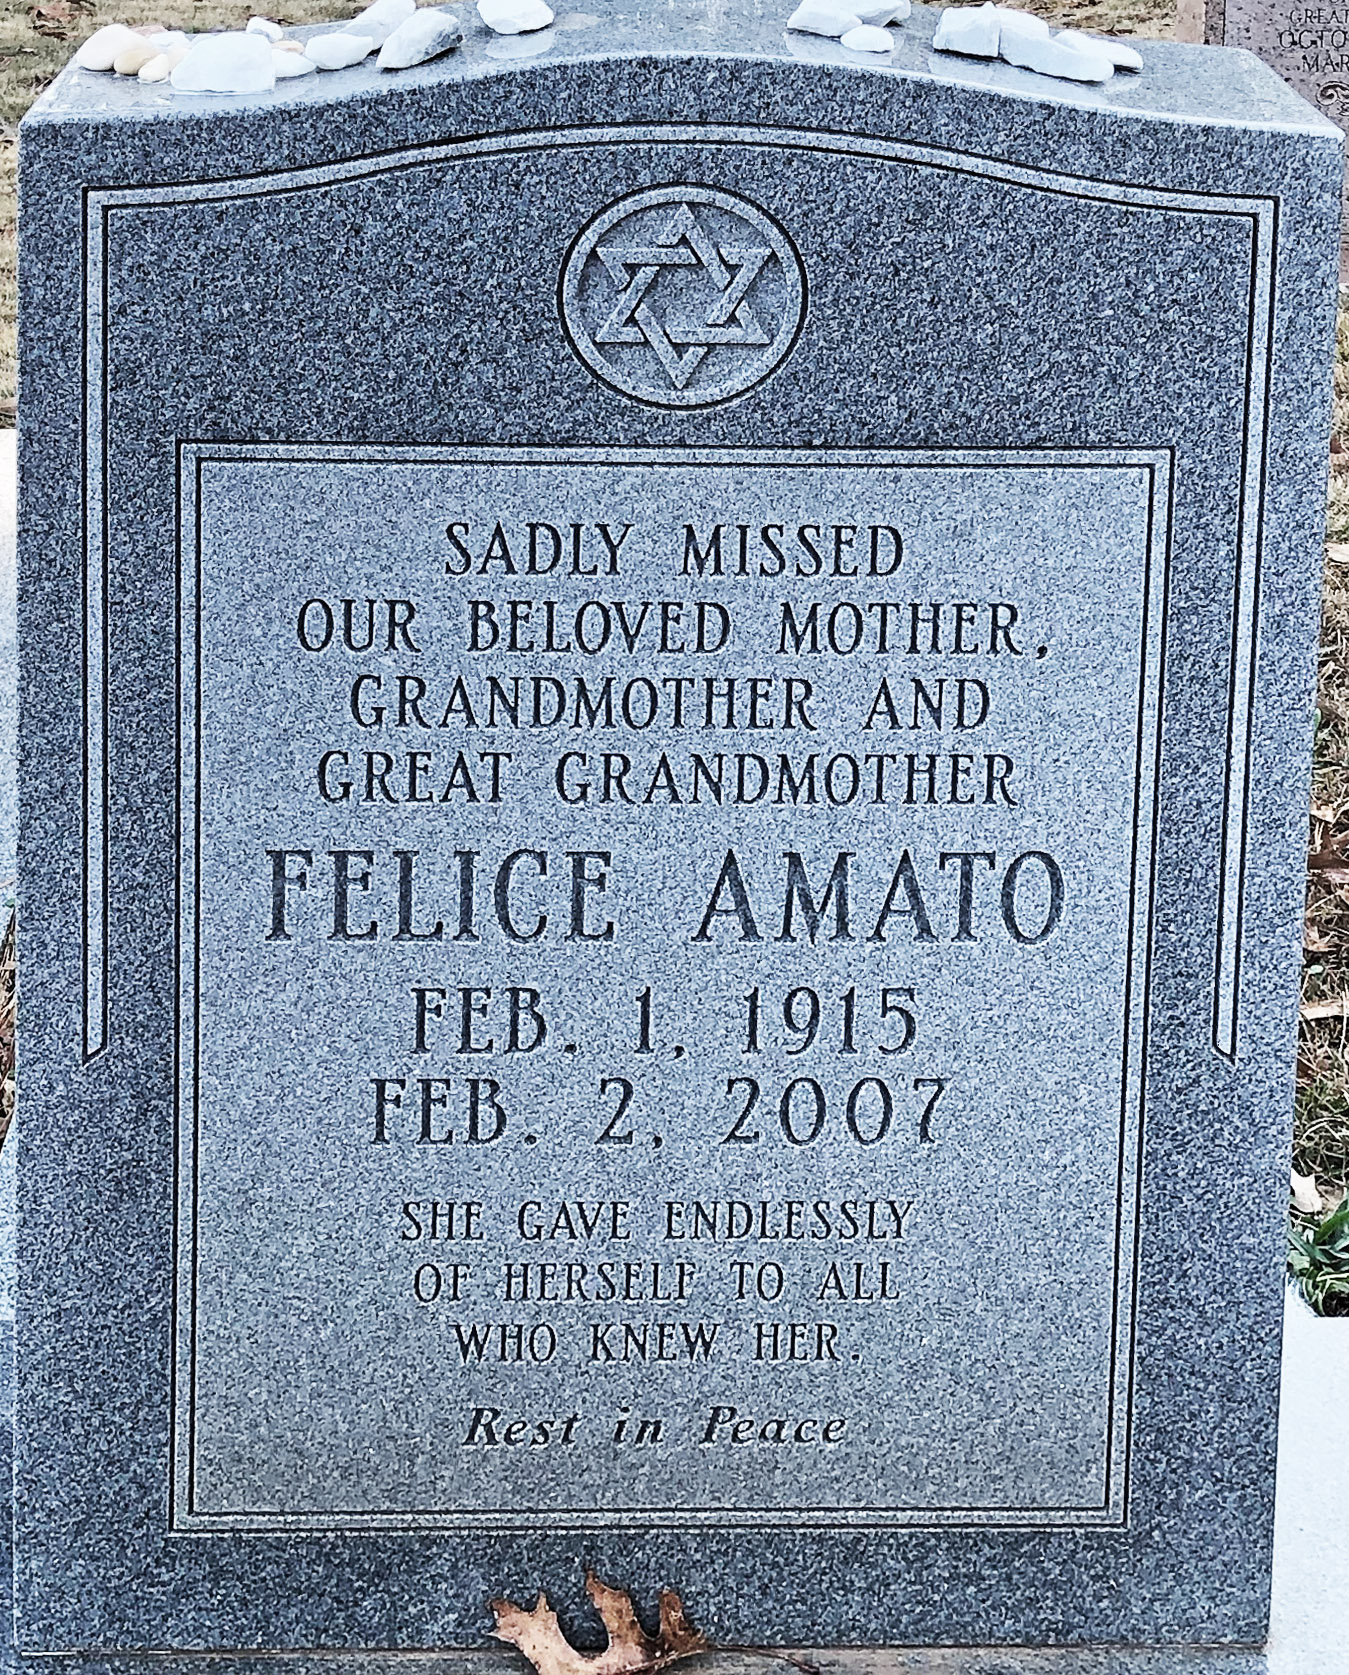 SADLY MISSED
OUR BELOVED MOTHER,
GRANDMOTHER AND
GREAT GRANDMOTHER
FELICE AMATO
FEB. 1, 1915
FEB. 2, 2007
SHE GAVE ENDLESSLY
OF HERSELF TO ALL
WHO KNEW HER.
Rest in Peace